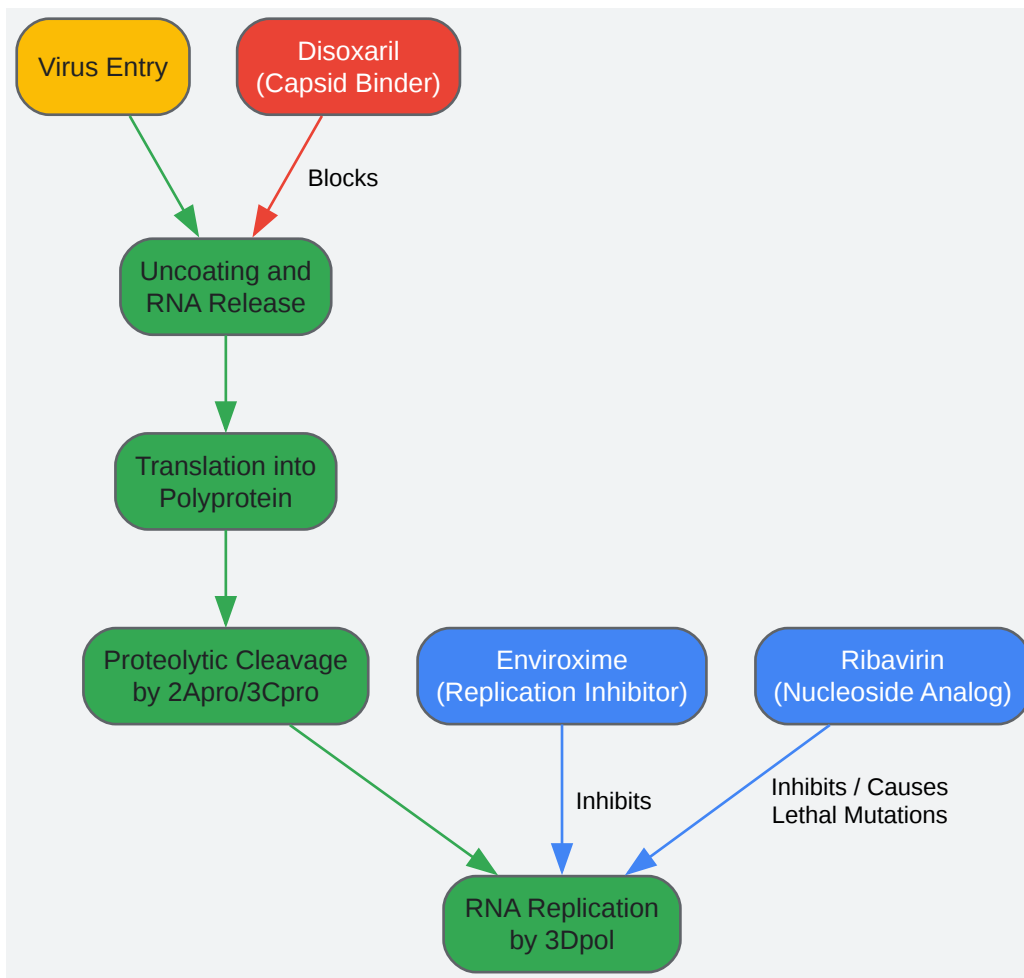 Virus Entry
Disoxaril
(Capsid Binder)
Blocks
Uncoating and
RNA Release
Translation into
Polyprotein
Proteolytic Cleavage
by 2Apro/3Cpro
Enviroxime
(Replication Inhibitor)
Ribavirin
(Nucleoside Analog)
Inhibits
Inhibits / Causes
Lethal Mutations
RNA Replication
by 3Dpol